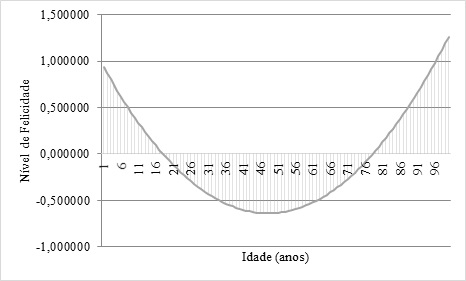 1,500000
1,000000
0,500000
0,000000
-0,500000
-1,000000
Nível de Felicidade
1 6 11 16 21 26 31 36 41 46 51 56 61 66 71 76 81 86 91 96
Idade (anos)